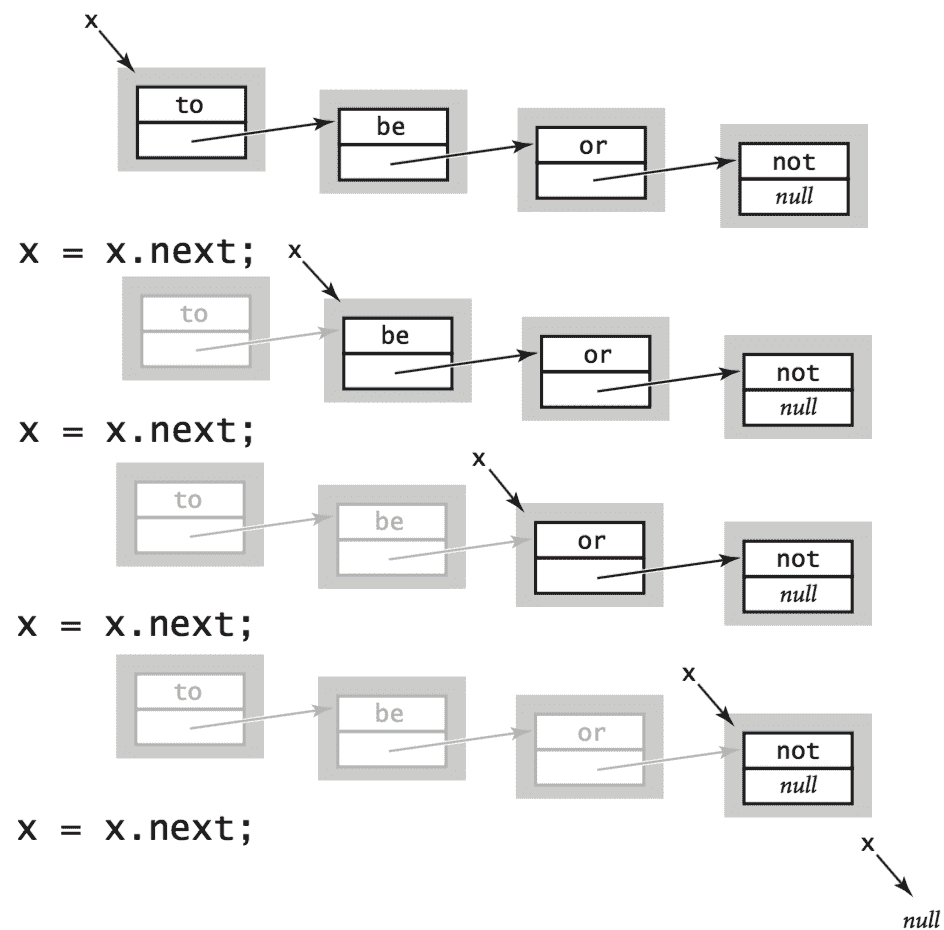 x
to
be
or
not
null
x = x.next;
x
to
be
or
not
null
x = x.next;
x
to
be
or
not
null
x = x.next;
x
to
be
or
not
null
x = x.next;
x
null